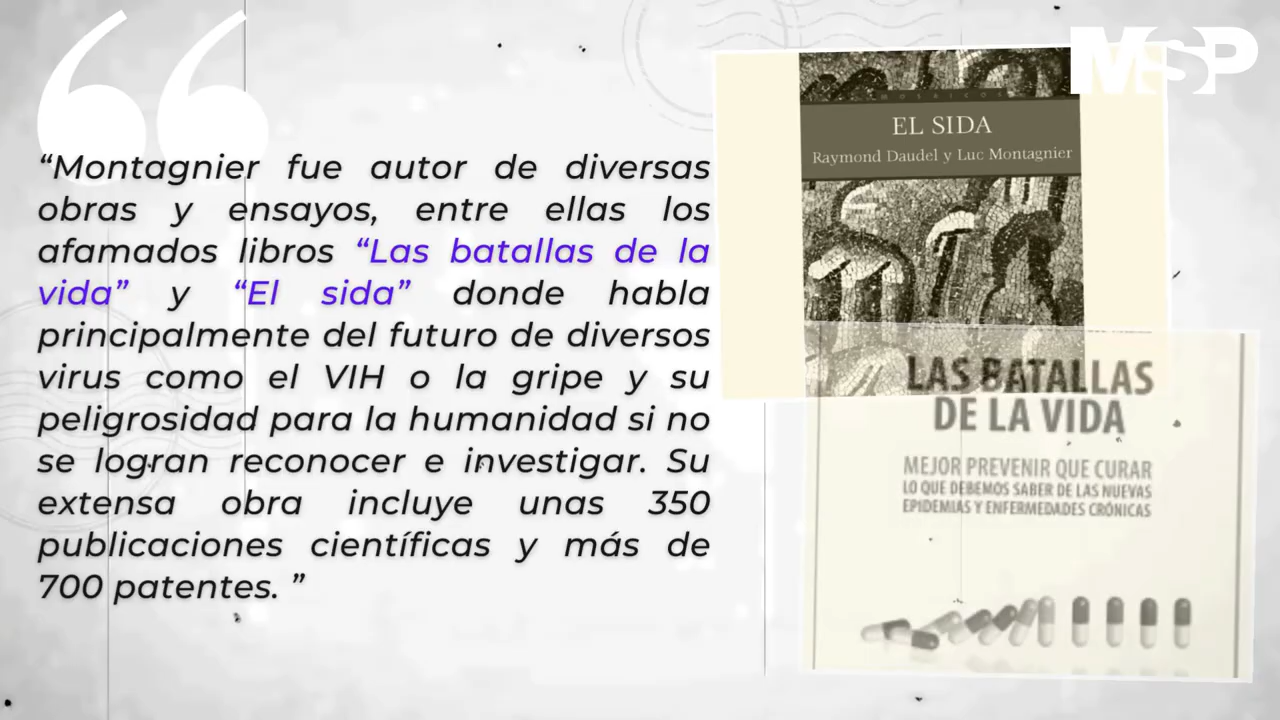 “Montagnier fue autor de diversas
obras y ensayos, entre ellas los
afamados libros “Las batallas de la
vida” y “El sida” donde habla
principalmente del futuro de diversos
virus como el VIH o la gripe y su
peligrosidad para la humanidad si no
se logran reconocer e investigar. Su
extensa obra incluye unas 350
publicaciones científicas y más de
700 patentes. ”
MSP
mosaicos
EL SIDA
Raymond Daudel y Luc Montagnier
LAS BATALLAS
DE LA VIDA
MEJOR PREVENIR QUE CURAR
LO QUE DEBEMOS SABER DE LAS NUEVAS
EPIDEMIAS Y ENFERMEDADES CRÓNICAS